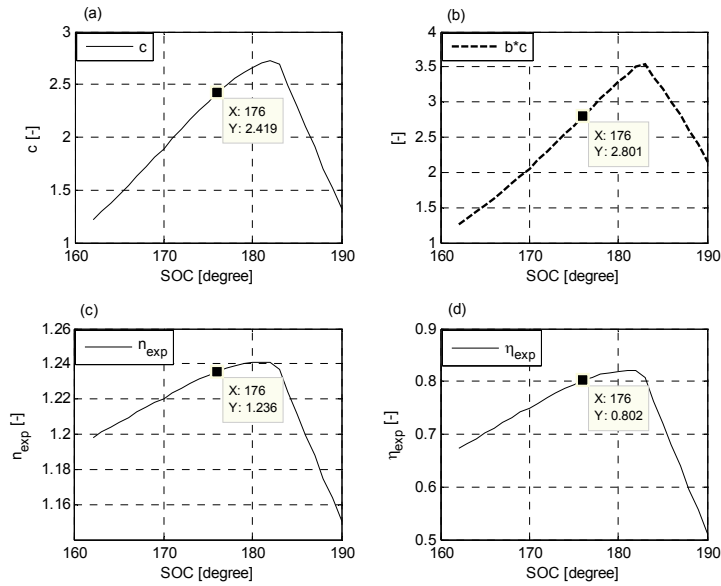 (a)
c
3
2.5
2
1.5
1
c [-]
X: 176
Y: 2.419
160
170
180
190
SOC [degree]
(b)
b*c
4
3.5
3
2.5
2
1.5
1
[-]
X: 176
Y: 2.801
160
170
180
190
SOC [degree]
(c)
n_exp
1.26
1.24
1.22
1.2
1.18
1.16
n_exp [-]
X: 176
Y: 1.236
160
170
180
190
SOC [degree]
(d)
η_exp
0.9
0.8
0.7
0.6
0.5
η_exp [-]
X: 176
Y: 0.802
160
170
180
190
SOC [degree]